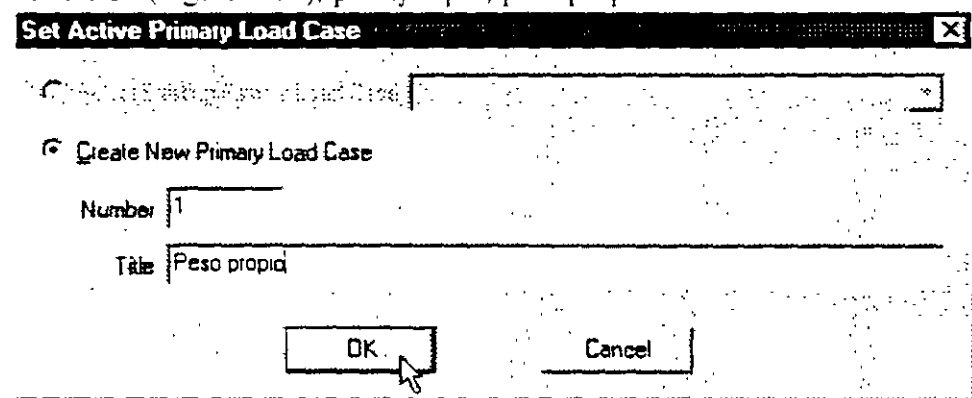 Set Active Primary Load Case
Create New Primary Load Case
Number 1
Title Peso propio
OK
Cancel